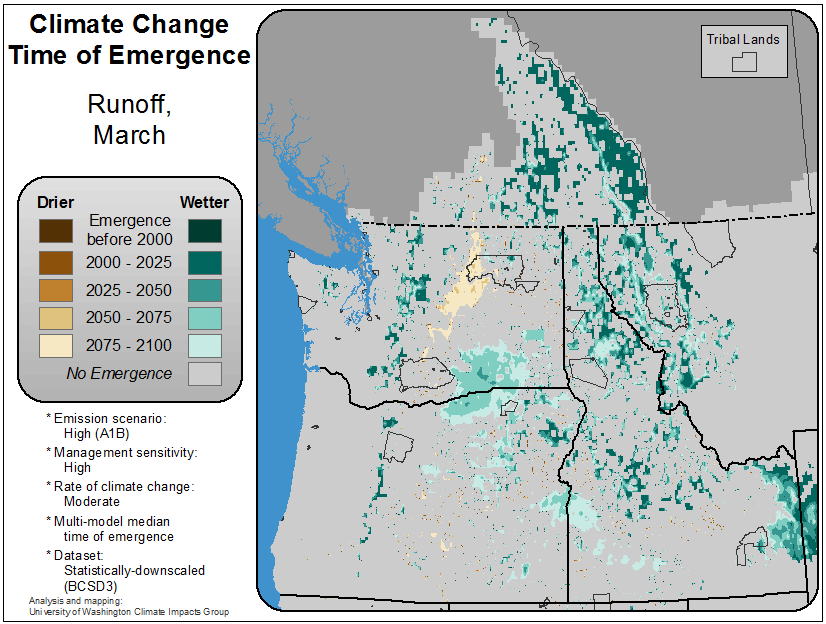 Climate Change
Time of Emergence
Runoff,
March
Tribal Lands
Drier
Wetter
Emergence
before 2000
2000 - 2025
2025 - 2050
2050 - 2075
2075 - 2100
No Emergence
* Emission scenario:
High (A1B)
* Management sensitivity:
High
* Rate of climate change:
Moderate
* Multi-model median
time of emergence
* Dataset:
Statistically-downscaled
(BCSD3)
Analysis and mapping:
University of Washington Climate Impacts Group